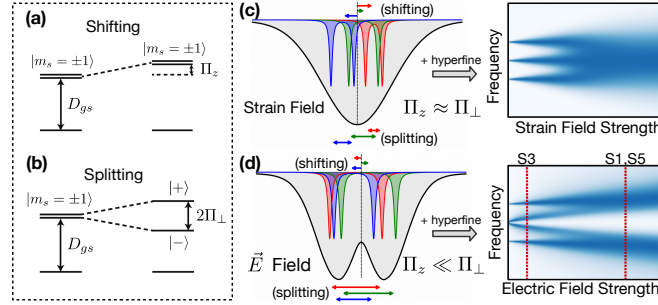 (a)
Shifting
|m_s = ±1⟩
|m_s = ±1⟩
Π_z
D_gs
(b)
Splitting
|m_s = ±1⟩
|+⟩
2Π_⊥
|−⟩
D_gs
(c)
(shifting)
+ hyperfine
Strain Field
Π_z ≈ Π_⊥
(splitting)
Frequency
Strain Field Strength
(d)
(shifting)
+ hyperfine
E⃗ Field
Π_z ≪ Π_⊥
(splitting)
S3
S1,S5
Frequency
Electric Field Strength